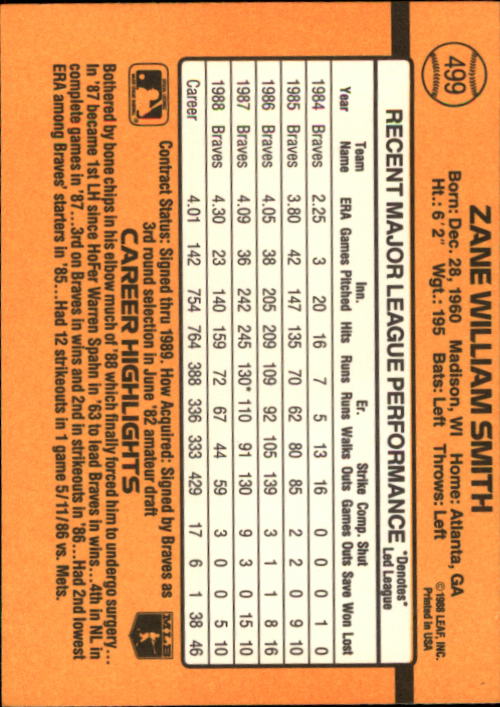 499
ZANE WILLIAM SMITH
Born: Dec. 28, 1960 Madison, WI Home: Atlanta, GA
Ht.: 6' 2" Wgt.: 195 Bats: Left Throws: Left
©1988 LEAF, INC.
Printed in USA
RECENT MAJOR LEAGUE PERFORMANCE
"Denotes"
Led League
Team Inn. Er. Strike Comp. Shut
Year Name ERA Games Pitched Hits Runs Runs Walks Outs Games Outs Save Won Lost
1984 Braves 2.25 3 20 16 7 5 13 16 0 0 0 1 0
1985 Braves 3.80 42 147 135 70 62 80 85 2 2 0 9 10
1986 Braves 4.05 38 205 209 109 92 105 139 3 1 1 8 16
1987 Braves 4.09 36 242 245 130* 110 91 130 9 3 0 15 10
1988 Braves 4.30 23 140 159 72 67 44 59 3 0 0 5 10
Career 4.01 142 754 764 388 336 333 429 17 6 1 38 46
Contract Status: Signed thru 1989. How Acquired: Signed by Braves as
3rd round selection in June '82 amateur draft
CAREER HIGHLIGHTS
MLB
Bothered by bone chips in his elbow much of '88 which finally forced him to undergo surgery...
In '87 became 1st LH since HoFer Warren Spahn in '63 to lead Braves in wins...4th in NL in
complete games in '87...3rd on Braves in wins and 2nd in strikeouts in '86...Had 2nd lowest
ERA among Braves' starters in '85...Had 12 strikeouts in 1 game 5/11/86 vs. Mets.